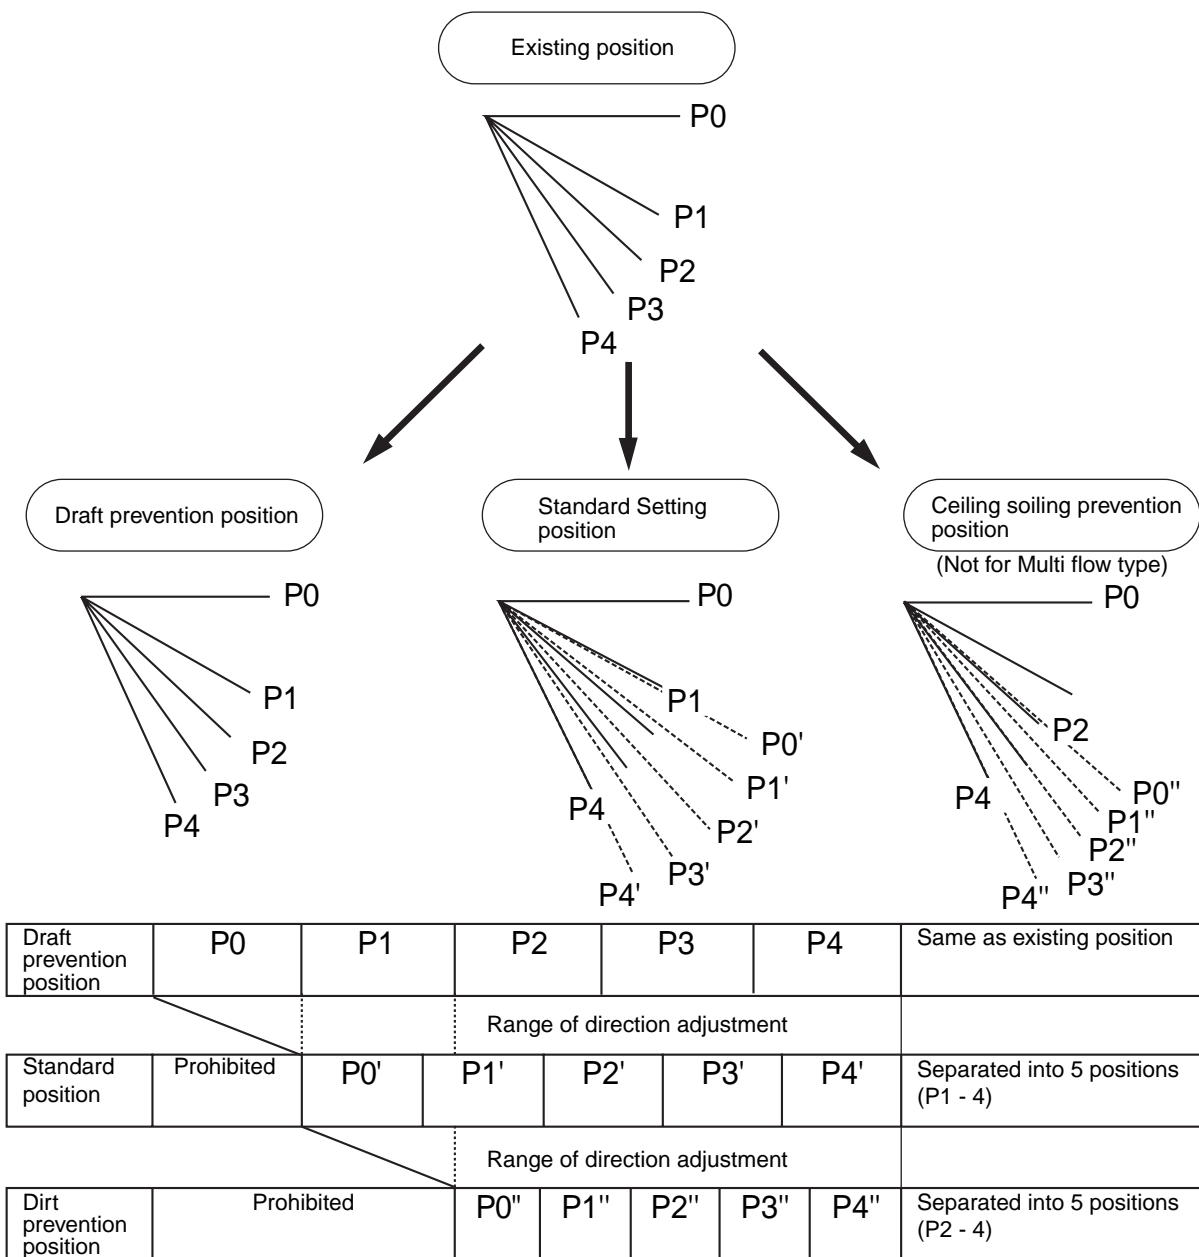 Existing position
P0
P1
P2
P3
P4
Draft prevention position
Standard Setting
position
Ceiling soiling prevention
position
(Not for Multi flow type)
P0
P1
P2
P3
P4
P0
P1
P0'
P1'
P4
P2'
P3'
P4'
P0
P2
P0"
P4
P1"
P2"
P3"
P4"
Draft
prevention
position
P0
P1
P2
P3
P4
Same as existing position
Range of direction adjustment
Standard
position
Prohibited
P0'
P1'
P2'
P3'
P4'
Separated into 5 positions
(P1 - 4)
Range of direction adjustment
Dirt
prevention
position
Prohibited
P0"
P1"
P2"
P3"
P4"
Separated into 5 positions
(P2 - 4)